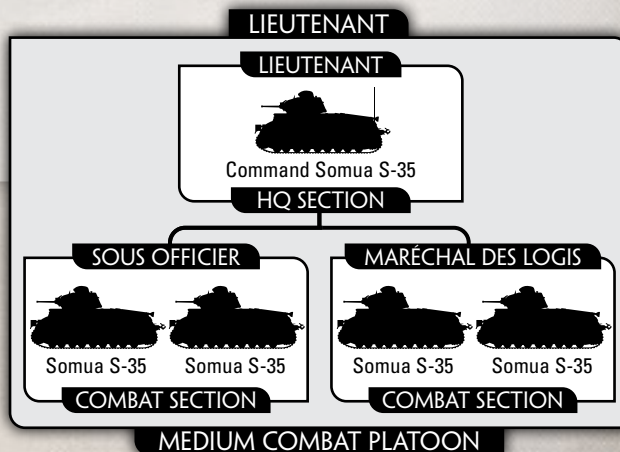 LIEUTENANT
LIEUTENANT
Command Somua S-35
HQ SECTION
SOUS OFFICIER
MARÉCHAL DES LOGIS
Somua S-35 Somua S-35
Somua S-35 Somua S-35
COMBAT SECTION
COMBAT SECTION
MEDIUM COMBAT PLATOON